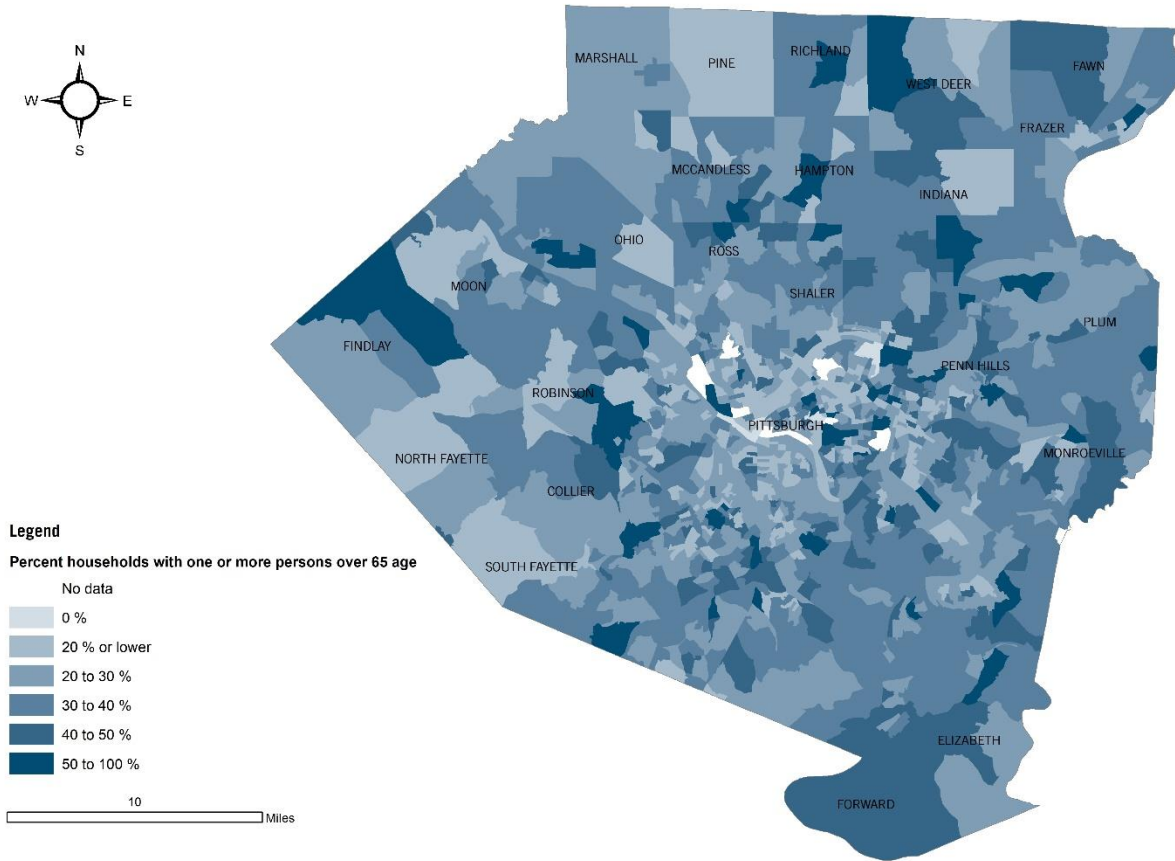 N
W E
S
MARSHALL
PINE
RICHLAND
WEST DEER
FAWN
FRAZER
MCCANDLESS
HAMPTON
INDIANA
OHIO
ROSS
MOON
SHALER
PLUM
FINDLAY
PENN HILLS
ROBINSON
PITTSBURGH
MONROEVILLE
NORTH FAYETTE
COLLIER
SOUTH FAYETTE
ELIZABETH
FORWARD
Legend
Percent households with one or more persons over 65 age
No data
0 %
20 % or lower
20 to 30 %
30 to 40 %
40 to 50 %
50 to 100 %
10
Miles